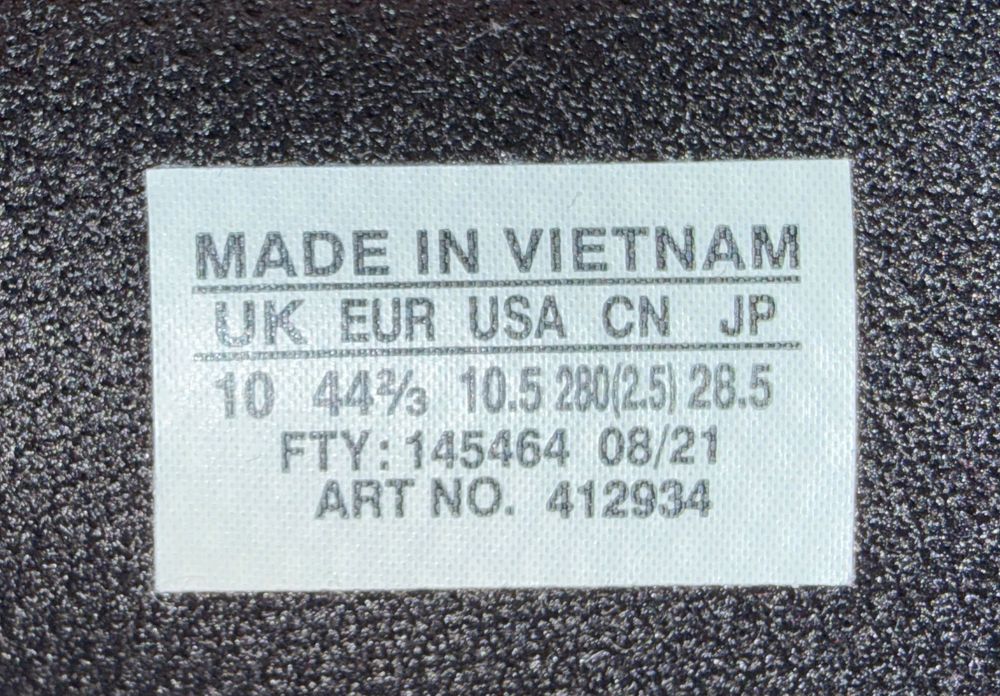 MADE IN VIETNAM
UK EUR USA CN JP
10 44⅔ 10.5 280(2.5) 28.5
FTY: 145464 08/21
ART NO. 412934